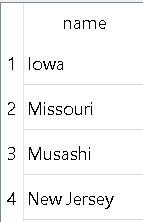 name
1 Iowa
2 Missouri
3 Musashi
4 New Jersey